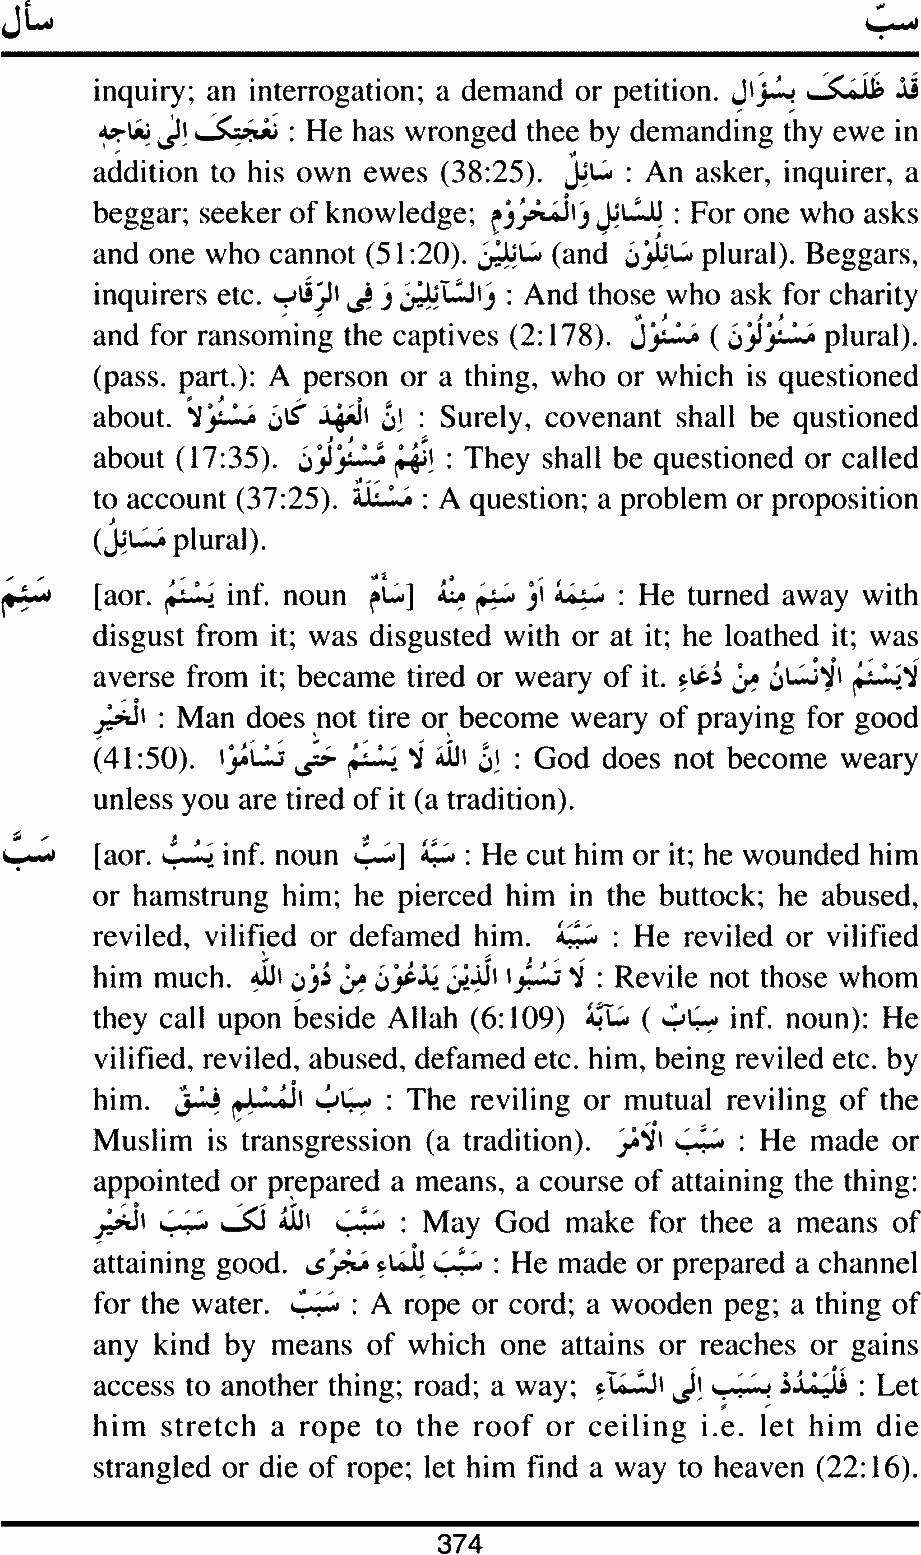 سأل سبّ
inquiry; an interrogation; a demand or petition. قَدْ ظَلَمَكَ بِسُؤَالِ
نَعْجَتِكَ اِلٰى نِعَاجِهٖ : He has wronged thee by demanding thy ewe in
addition to his own ewes (38:25). سَائِلٌ : An asker, inquirer, a
beggar; seeker of knowledge; لِلسَّائِلِ وَالْمَحْرُوْمِ : For one who asks
and one who cannot (51:20). سَائِلِيْنَ (and سَائِلُوْنَ plural). Beggars,
inquirers etc. وَالسَّآئِلِيْنَ وَ فِى الرِّقَابِ : And those who ask for charity
and for ransoming the captives (2:178). مَسْئُوْلٌ ( مَسْئُوْلُوْنَ plural).
(pass. part.): A person or a thing, who or which is questioned
about. اِنَّ الْعَهْدَ كَانَ مَسْئُوْلاً : Surely, covenant shall be qustioned
about (17:35). اِنَّهُمْ مَّسْئُوْلُوْنَ : They shall be questioned or called
to account (37:25). مَسْئَلَةٌ : A question; a problem or proposition
(مَسَائِلُ plural).
سَئِمَ [aor. يَسْئَمُ inf. noun سَأْمٌ] سَئِمَهٗ اَوْ سَئِمَ مِنْهُ : He turned away with
disgust from it; was disgusted with or at it; he loathed it; was
averse from it; became tired or weary of it. لَايَسْئَمُ الْاِنْسَانُ مِنْ دُعَاءِ
الْخَيْرِ : Man does not tire or become weary of praying for good
(41:50). اِنَّ اللّٰهَ لَا يَسْئَمُ حَتّٰى تَسْاَمُوْا : God does not become weary
unless you are tired of it (a tradition).
سَبَّ [aor. يَسُبُّ inf. noun سَبٌّ] سَبَّهٗ : He cut him or it; he wounded him
or hamstrung him; he pierced him in the buttock; he abused,
reviled, vilified or defamed him. سَبَّبَهٗ : He reviled or vilified
him much. لَا تَسُبُّوا الَّذِيْنَ يَدْعُوْنَ مِنْ دُوْنِ اللّٰهِ : Revile not those whom
they call upon beside Allah (6:109) سَآبَّهٗ ( سِبَابٌ inf. noun): He
vilified, reviled, abused, defamed etc. him, being reviled etc. by
him. سِبَابُ الْمُسْلِمِ فِسْقٌ : The reviling or mutual reviling of the
Muslim is transgression (a tradition). سَبَّبَ الْاَمْرَ : He made or
appointed or prepared a means, a course of attaining the thing:
سَبَّبَ اللّٰهُ لَكَ سَبَبَ الْخَيْرِ : May God make for thee a means of
attaining good. سَبَّبَ لِلْمَاءِ مَجْرًى : He made or prepared a channel
for the water. سَبَبٌ : A rope or cord; a wooden peg; a thing of
any kind by means of which one attains or reaches or gains
access to another thing; road; a way; فَلْيَمْدُدْ بِسَبَبٍ اِلَى السَّمَآءِ : Let
him stretch a rope to the roof or ceiling i.e. let him die
strangled or die of rope; let him find a way to heaven (22:16).
374